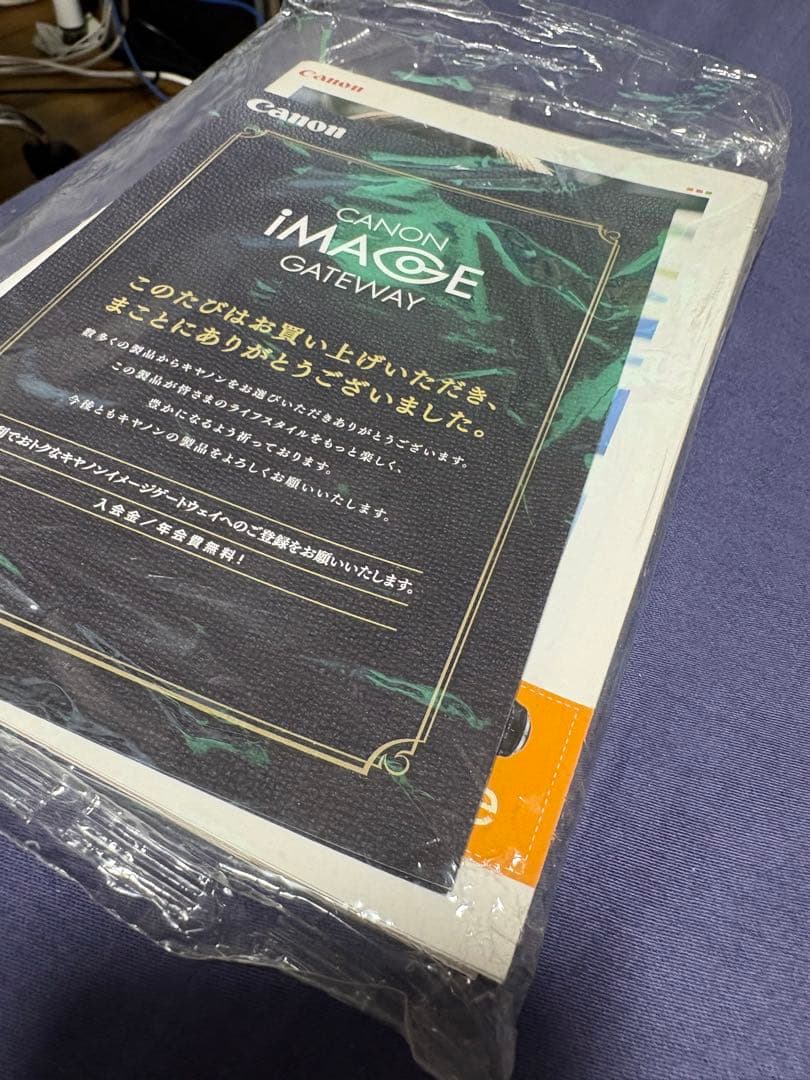 Canon
Canon
CANON
iMAGE
GATEWAY
このたびはお買い上げいただき、
まことにありがとうございました。
数多くの製品からキヤノンをお選びいただきありがとうございます。
この製品が皆さまのライフスタイルをもっと楽しく、
豊かになるよう祈っております。
今後ともキヤノンの製品をよろしくお願いいたします。
利でおトクなキヤノンイメージゲートウェイへのご登録をお願いいたします。
入会金/年会費無料!
e